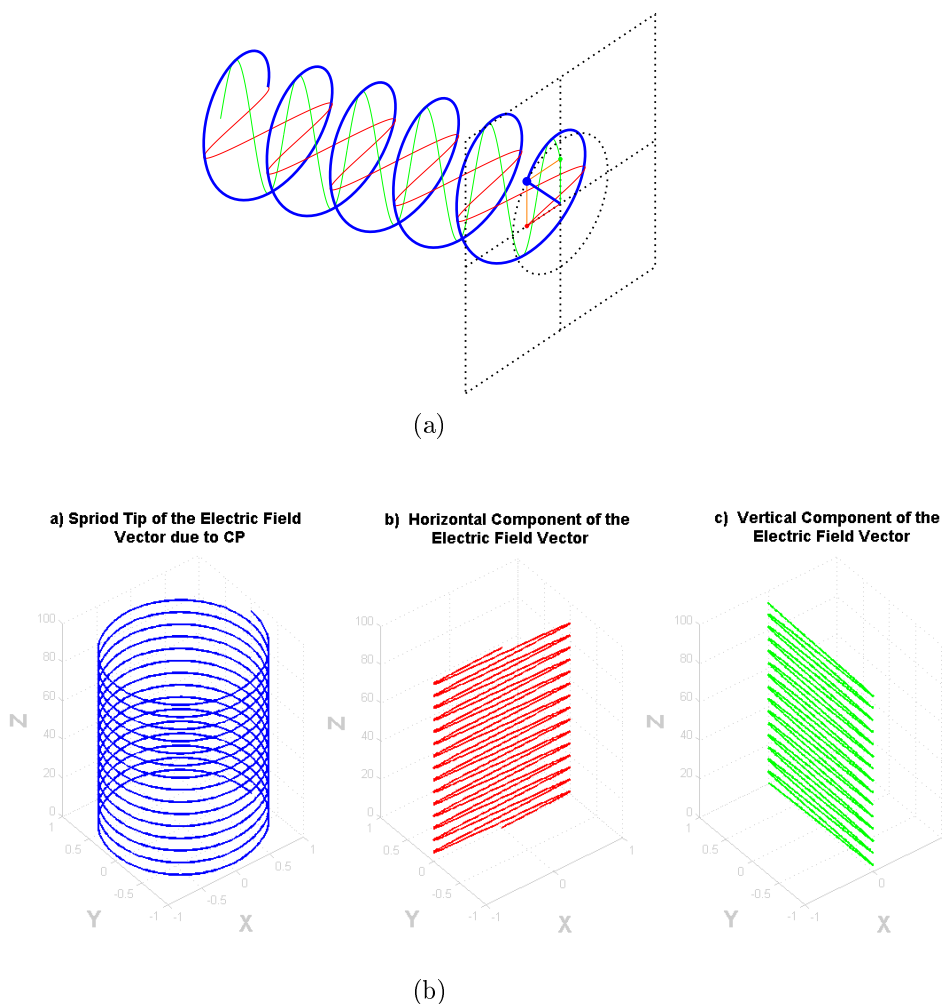 (a)
a) Spriod Tip of the Electric Field
Vector due to CP
b) Horizontal Component of the
Electric Field Vector
c) Vertical Component of the
Electric Field Vector
100
80
60
40
20
0
Z
1
0.5
0
-0.5
-1
Y
-1
-0.5
0
0.5
1
X
100
80
60
40
20
0
Z
1
0.5
0
-0.5
-1
Y
-1
0
1
X
100
80
60
40
20
0
Z
1
0.5
0
-0.5
-1
Y
-1
0
X
(b)